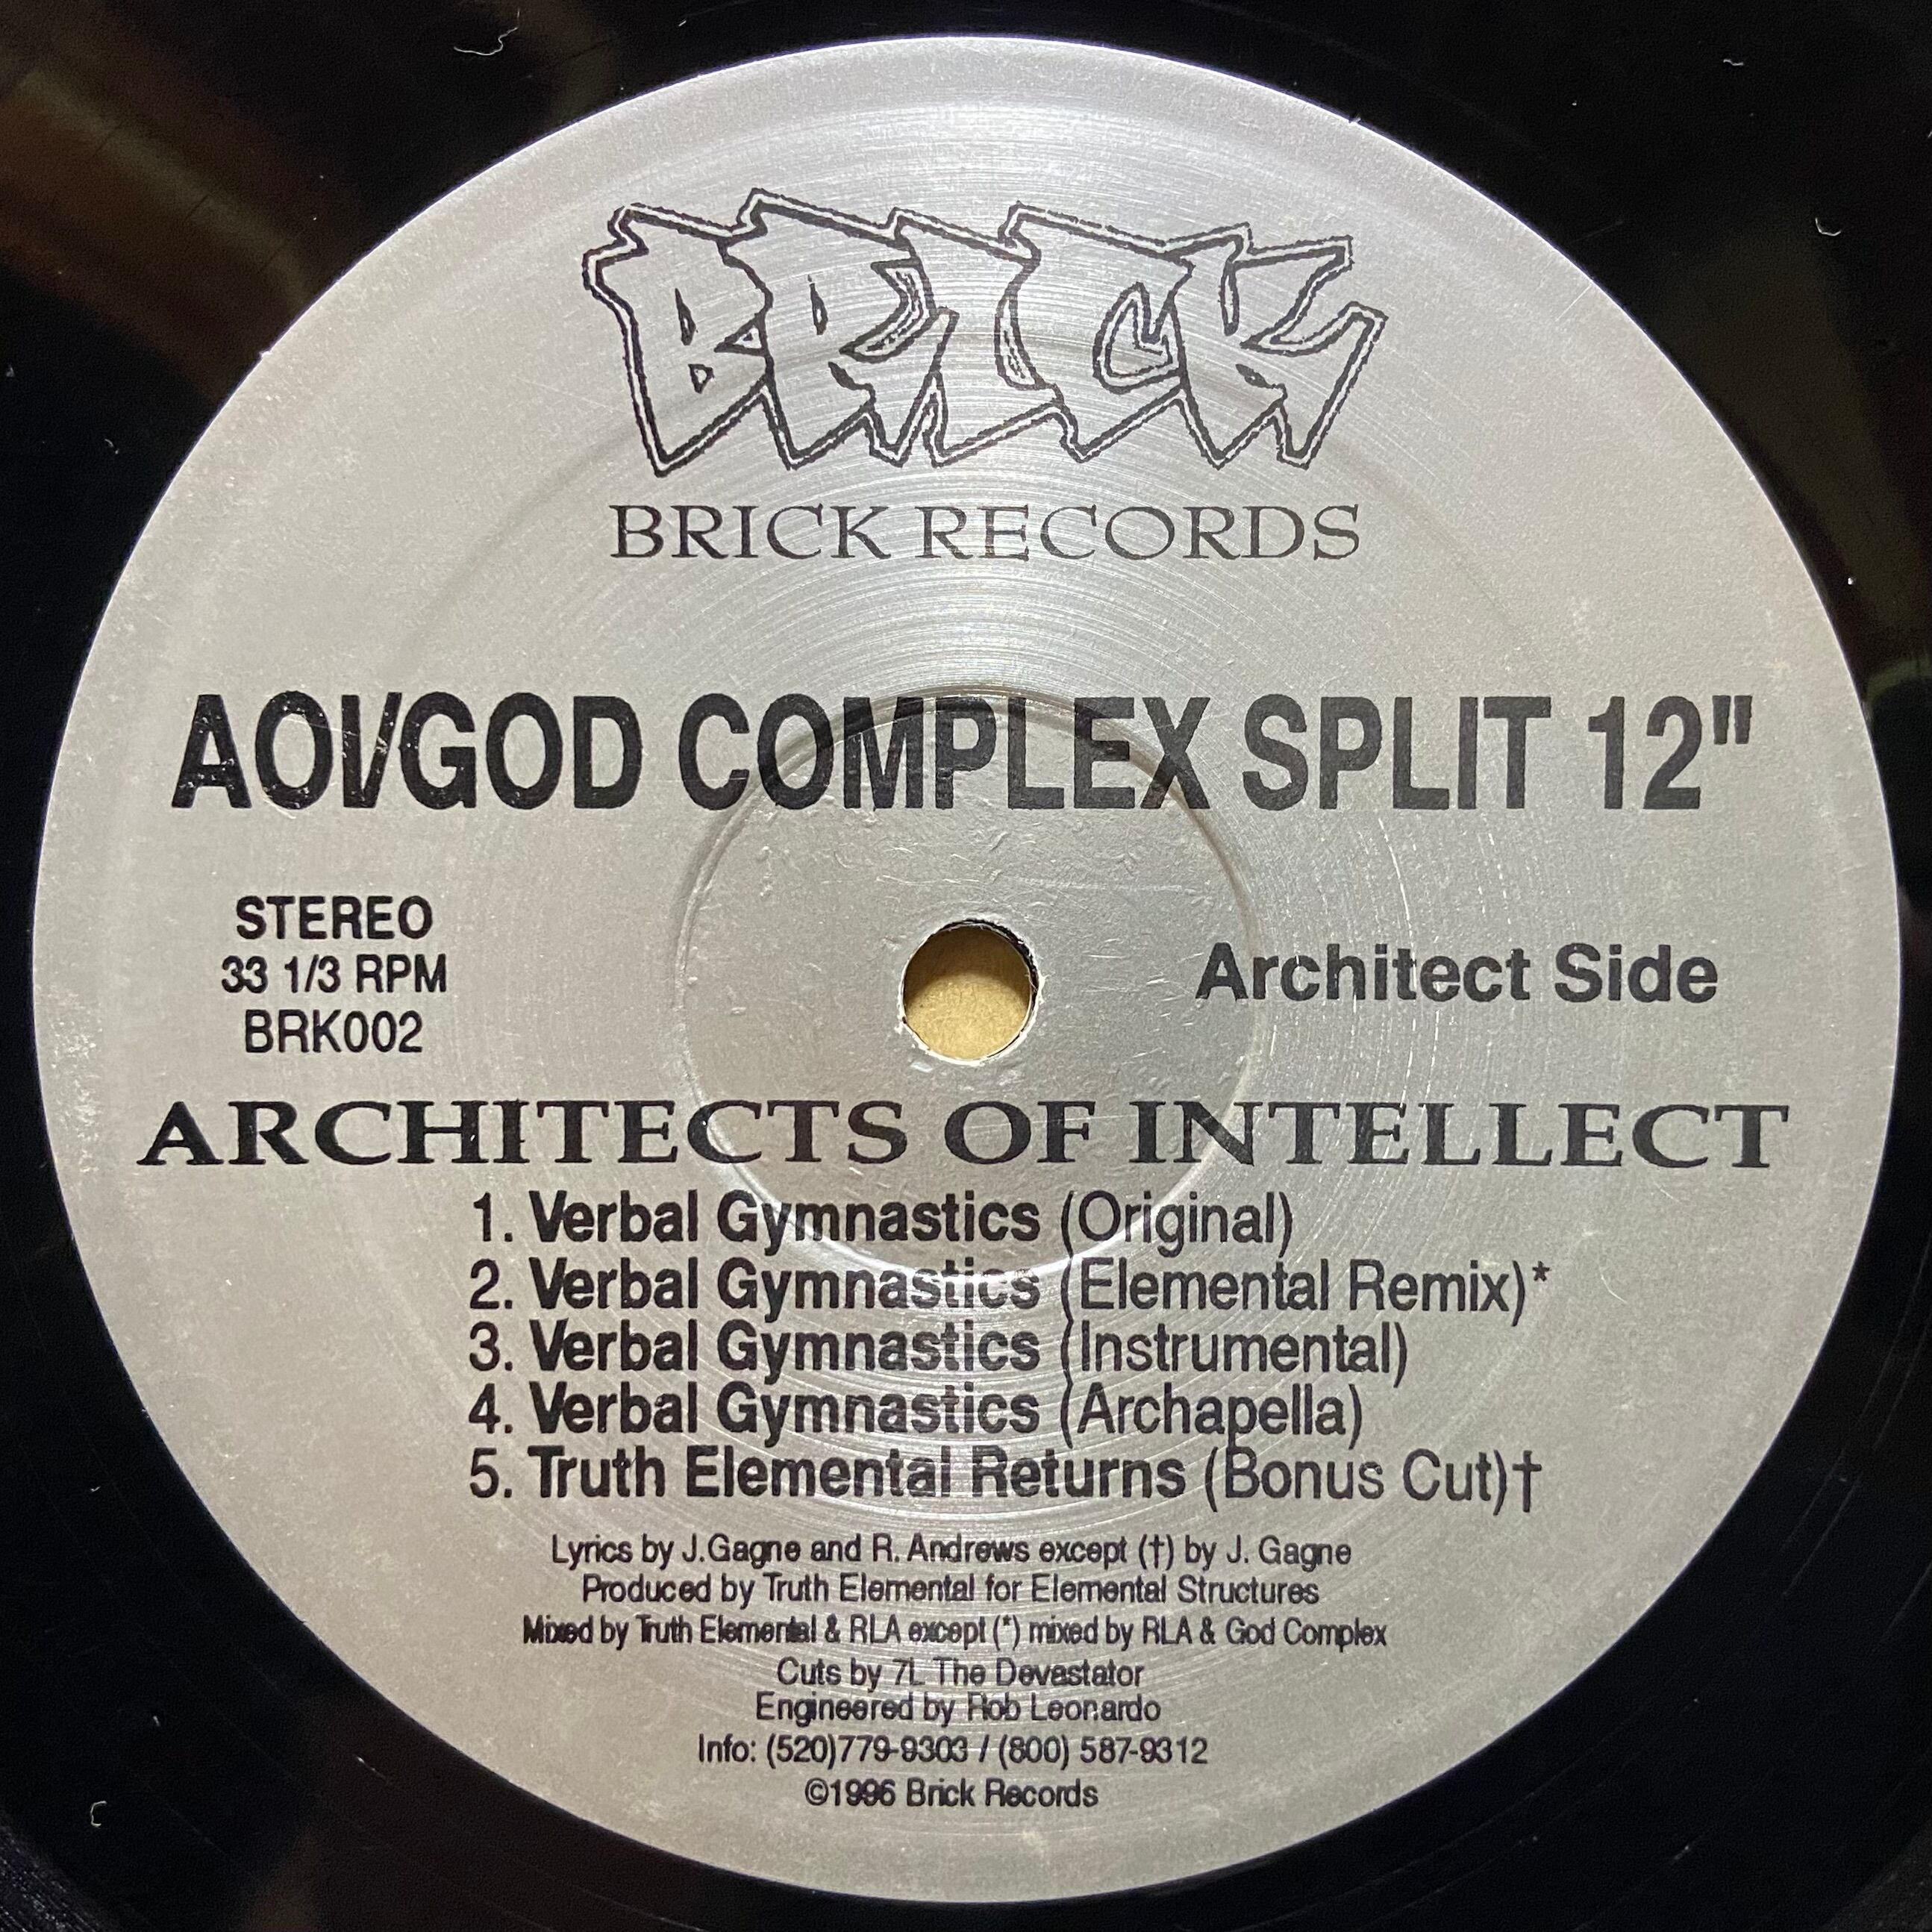 BRICK
BRICK RECORDS
AOI/GOD COMPLEX SPLIT 12"
STEREO
33 1/3 RPM
BRK002
Architect Side
ARCHITECTS OF INTELLECT
1. Verbal Gymnastics (Original)
2. Verbal Gymnastics (Elemental Remix)*
3. Verbal Gymnastics (Instrumental)
4. Verbal Gymnastics (Archapella)
5. Truth Elemental Returns (Bonus Cut)†
Lyrics by J.Gagne and R. Andrews except (†) by J. Gagne
Produced by Truth Elemental for Elemental Structures
Mixed by Truth Elemental & RLA except (*) mixed by RLA & God Complex
Cuts by 7L The Devastator
Engineered by Rob Leonardo
Info: (520)779-9303 / (800) 587-9312
©1996 Brick Records